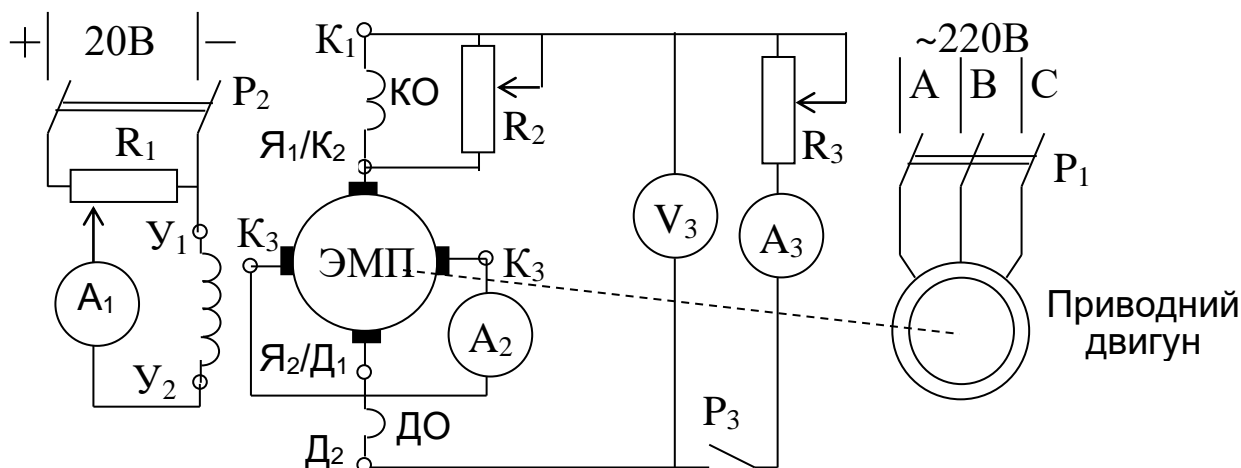 + 20В −
P₂
R₁
A₁
У₁
У₂
К₁
КО
R₂
Я₁/К₂
К₃
ЭМП
К₃
A₂
Я₂/Д₁
ДО
Д₂
V₃
R₃
A₃
P₃
~220В
A B C
P₁
Приводний
двигун